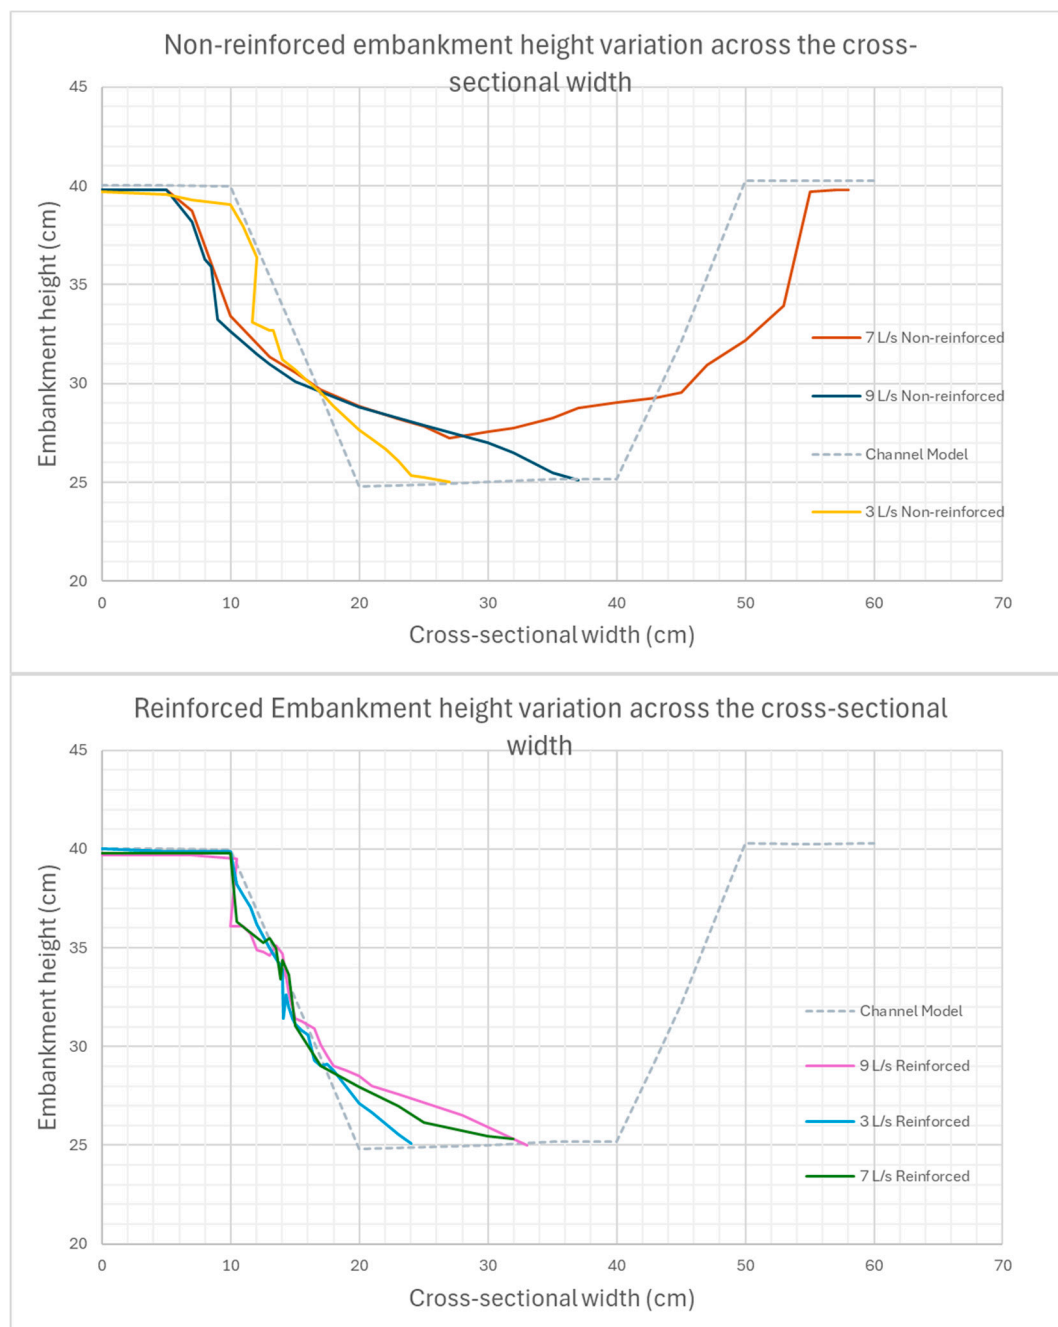 Non-reinforced embankment height variation across the cross-
sectional width
45
40
35
30
25
20
Embankment height (cm)
7 L/s Non-reinforced
9 L/s Non-reinforced
Channel Model
3 L/s Non-reinforced
0 10 20 30 40 50 60 70
Cross-sectional width (cm)
Reinforced Embankment height variation across the cross-sectional
width
45
40
35
30
25
20
Embankment height (cm)
Channel Model
9 L/s Reinforced
3 L/s Reinforced
7 L/s Reinforced
0 10 20 30 40 50 60 70
Cross-sectional width (cm)